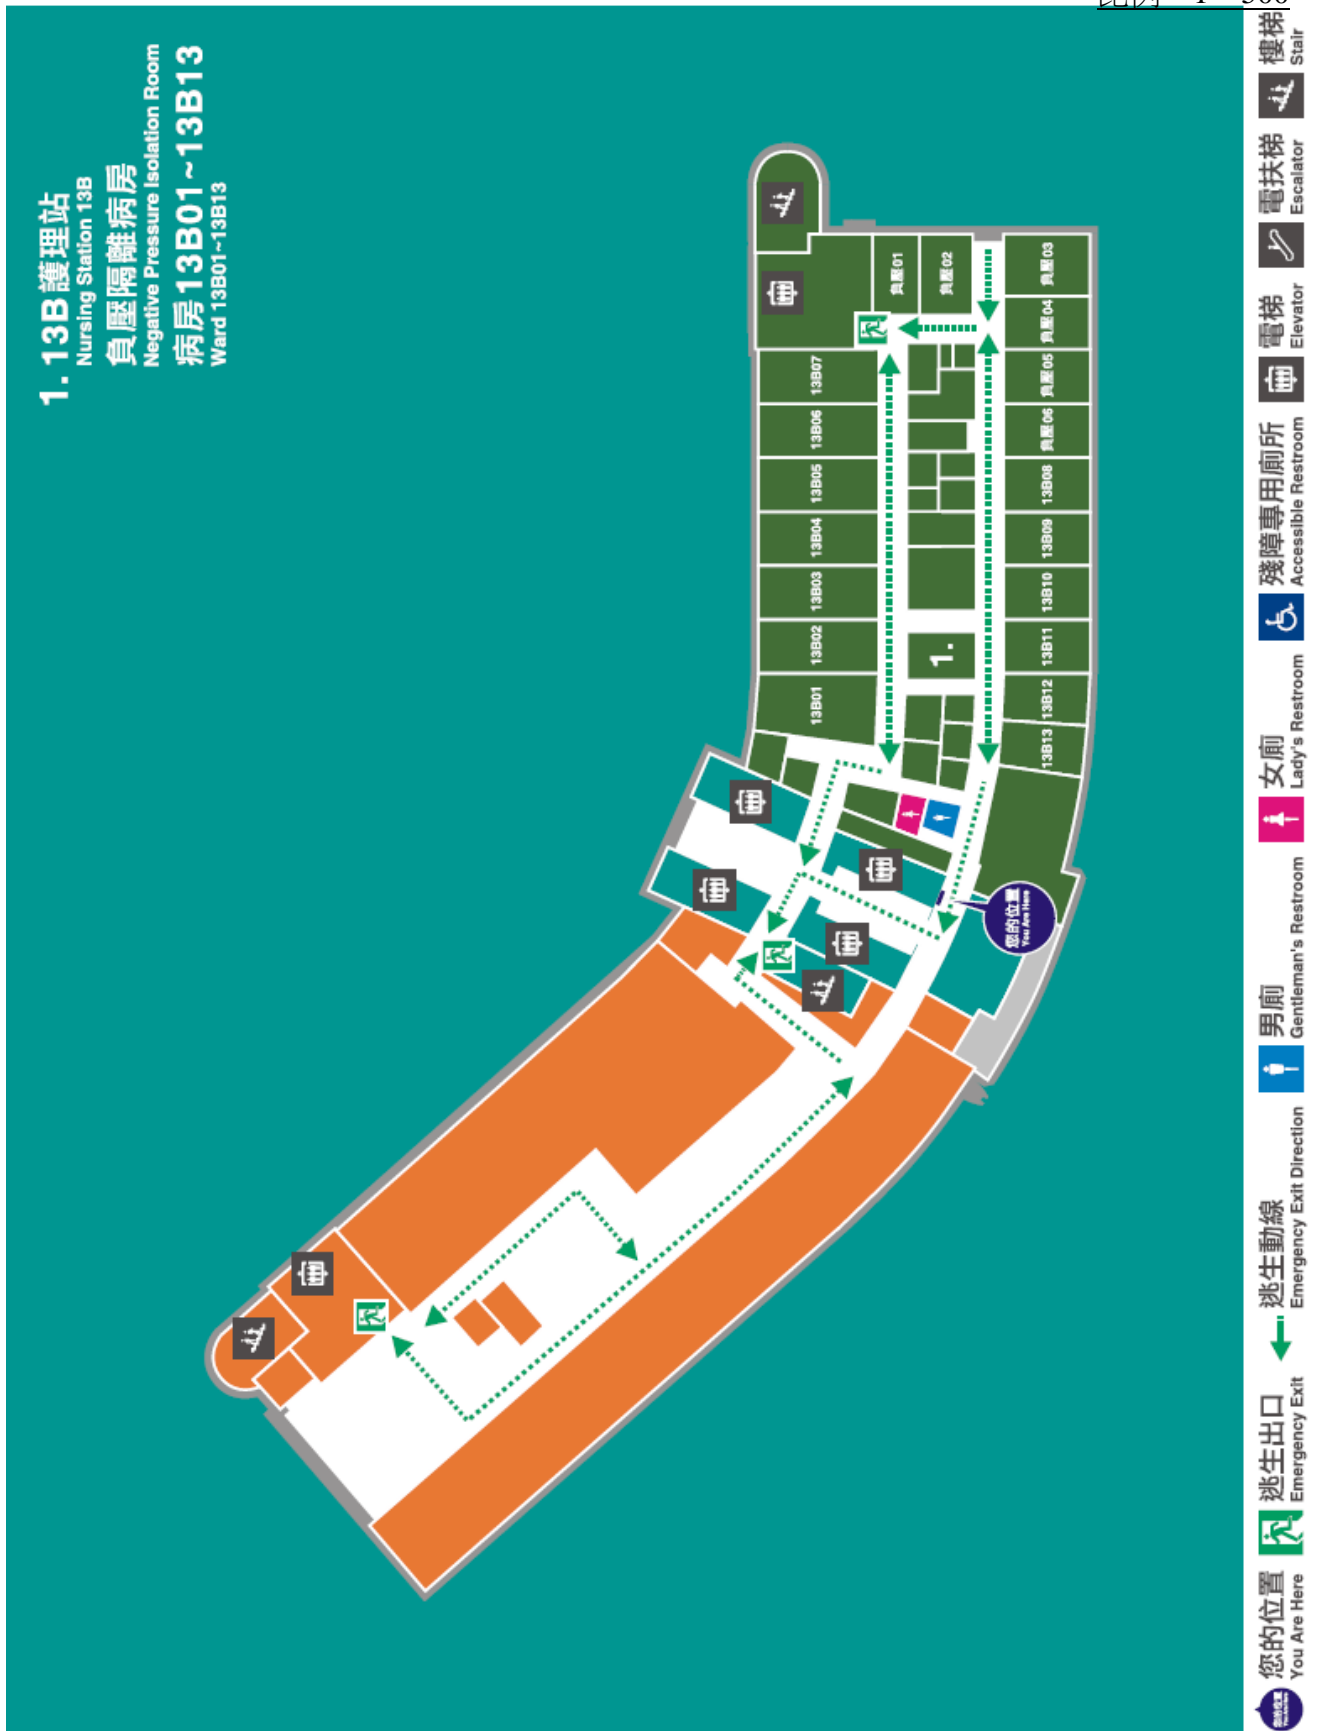 1. 13B護理站
Nursing Station 13B
負壓隔離病房
Negative Pressure Isolation Room
病房13B01~13B13
Ward 13B01~13B13
負壓01
負壓02
負壓03
負壓04
負壓05
負壓06
13B07
13B06
13B05
13B04
13B03
13B02
13B01
13B08
13B09
13B10
13B11
13B12
13B13
1.
您的位置
You Are Here
您的位置
You Are Here
逃生出口
Emergency Exit
逃生動線
Emergency Exit Direction
男廁
Gentleman's Restroom
女廁
Lady's Restroom
殘障專用廁所
Accessible Restroom
電梯
Elevator
電扶梯
Escalator
樓梯
Stair